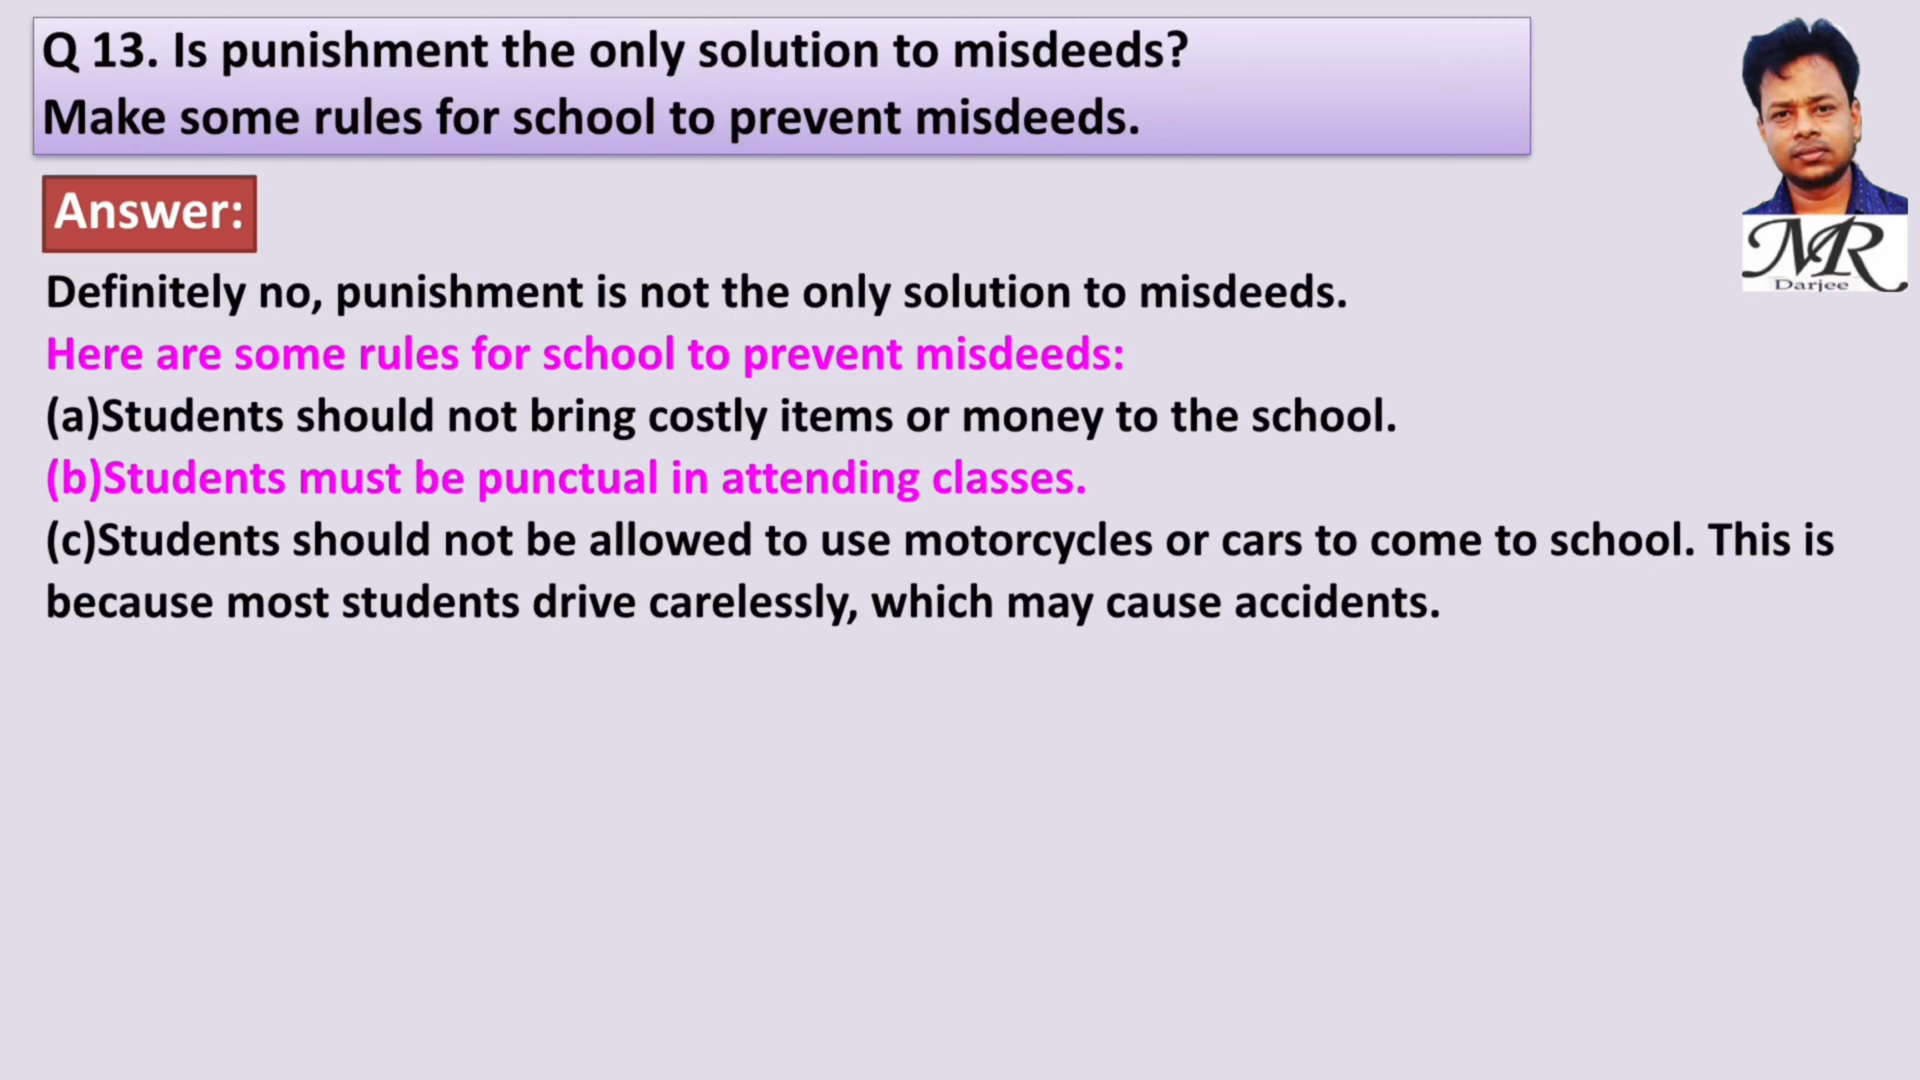 Q 13. Is punishment the only solution to misdeeds?
Make some rules for school to prevent misdeeds.
Answer:
Definitely no, punishment is not the only solution to misdeeds.
Here are some rules for school to prevent misdeeds:
(a)Students should not bring costly items or money to the school.
(b)Students must be punctual in attending classes.
(c)Students should not be allowed to use motorcycles or cars to come to school. This is
because most students drive carelessly, which may cause accidents.
MR
Darjee